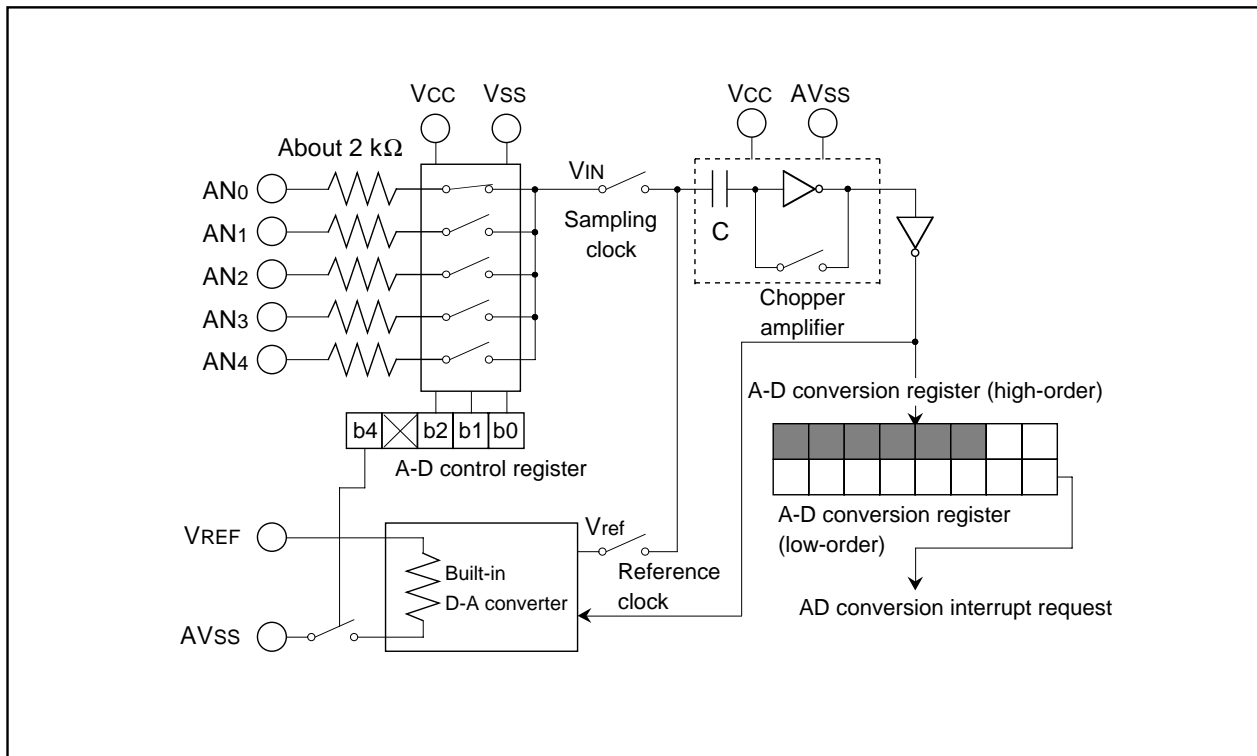 VCC
VSS
VCC
AVSS
About 2 kΩ
AN0
AN1
AN2
AN3
AN4
VIN
Sampling
clock
C
Chopper
amplifier
b4
b2
b1
b0
A-D control register
A-D conversion register (high-order)
A-D conversion register
(low-order)
AD conversion interrupt request
VREF
AVSS
Built-in
D-A converter
Vref
Reference
clock